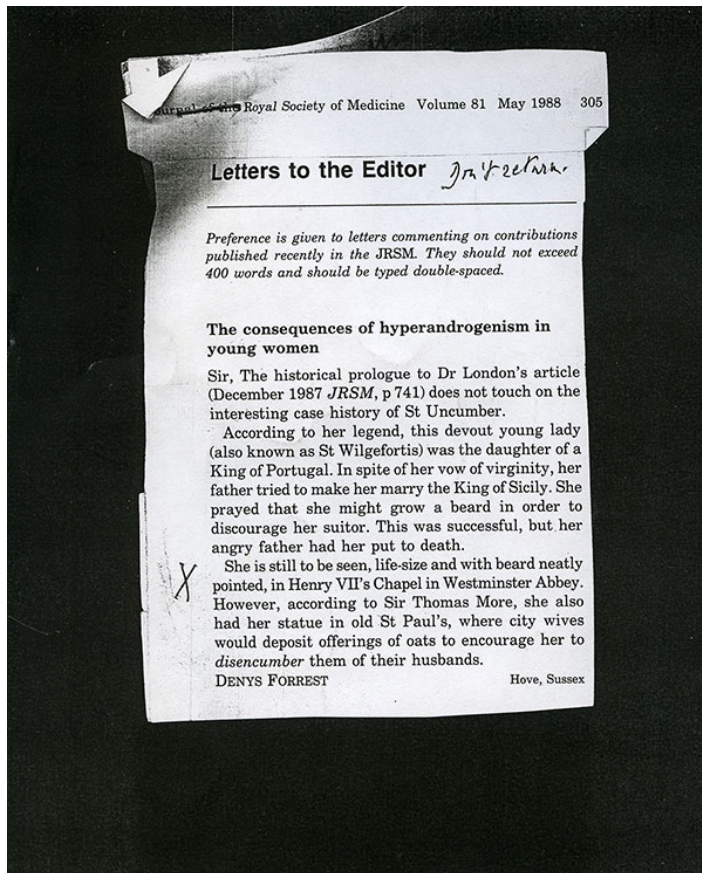 Journal of the Royal Society of Medicine Volume 81 May 1988 305
Letters to the Editor Don't return.
Preference is given to letters commenting on contributions
published recently in the JRSM. They should not exceed
400 words and should be typed double-spaced.
The consequences of hyperandrogenism in
young women
Sir, The historical prologue to Dr London's article
(December 1987 JRSM, p 741) does not touch on the
interesting case history of St Uncumber.
According to her legend, this devout young lady
(also known as St Wilgefortis) was the daughter of a
King of Portugal. In spite of her vow of virginity, her
father tried to make her marry the King of Sicily. She
prayed that she might grow a beard in order to
discourage her suitor. This was successful, but her
angry father had her put to death.
She is still to be seen, life-size and with beard neatly
X
pointed, in Henry VII's Chapel in Westminster Abbey.
However, according to Sir Thomas More, she also
had her statue in old St Paul's, where city wives
would deposit offerings of oats to encourage her to
disencumber them of their husbands.
DENYS FORREST Hove, Sussex